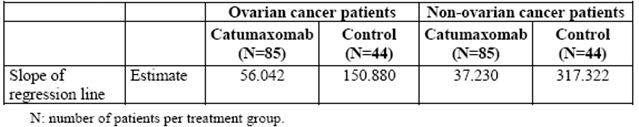 Ovarian cancer patients Non-ovarian cancer patients
Catumaxomab (N=85) Control (N=44) Catumaxomab (N=85) Control (N=44)
Slope of regression line Estimate 56.042 150.880 37.230 317.322
N: number of patients per treatment group.